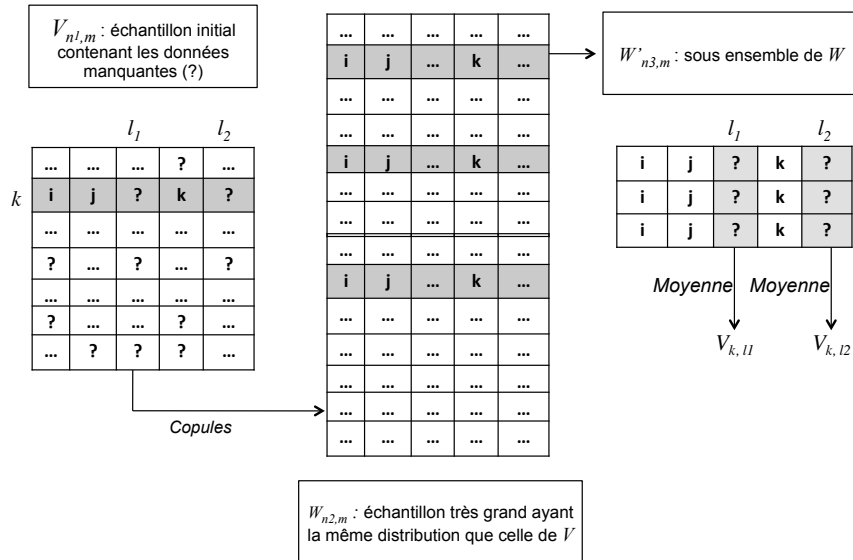 V_{n1,m} : échantillon initial
contenant les données
manquantes (?)
l_1 l_2
... ... ... ? ...
k i j ? k ?
... ... ... ... ...
? ... ? ... ?
... ... ... ... ...
? ... ... ? ...
... ? ? ? ...
Copules
... ... ... ... ...
i j ... k ...
... ... ... ... ...
... ... ... ... ...
i j ... k ...
... ... ... ... ...
... ... ... ... ...
... ... ... ... ...
i j ... k ...
... ... ... ... ...
... ... ... ... ...
... ... ... ... ...
... ... ... ... ...
... ... ... ... ...
W_{n2,m} : échantillon très grand ayant
la même distribution que celle de V
W'_{n3,m} : sous ensemble de W
l_1 l_2
i j ? k ?
i j ? k ?
i j ? k ?
Moyenne Moyenne
V_{k, l1} V_{k, l2}